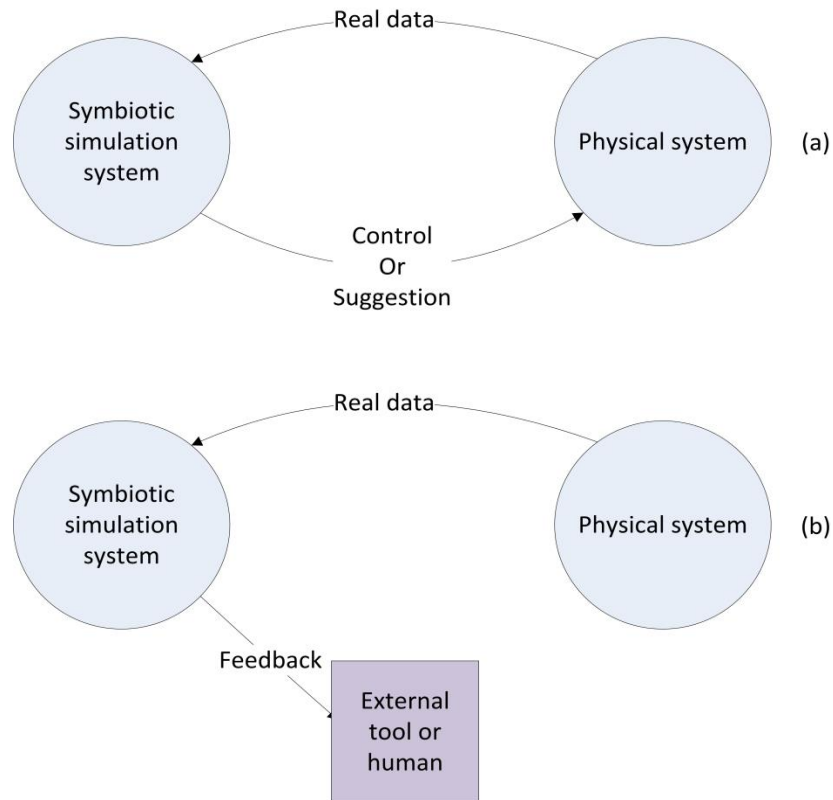 Real data
Symbiotic
simulation
system
Physical system
(a)
Control
Or
Suggestion
Real data
Symbiotic
simulation
system
Physical system
(b)
Feedback
External
tool or
human